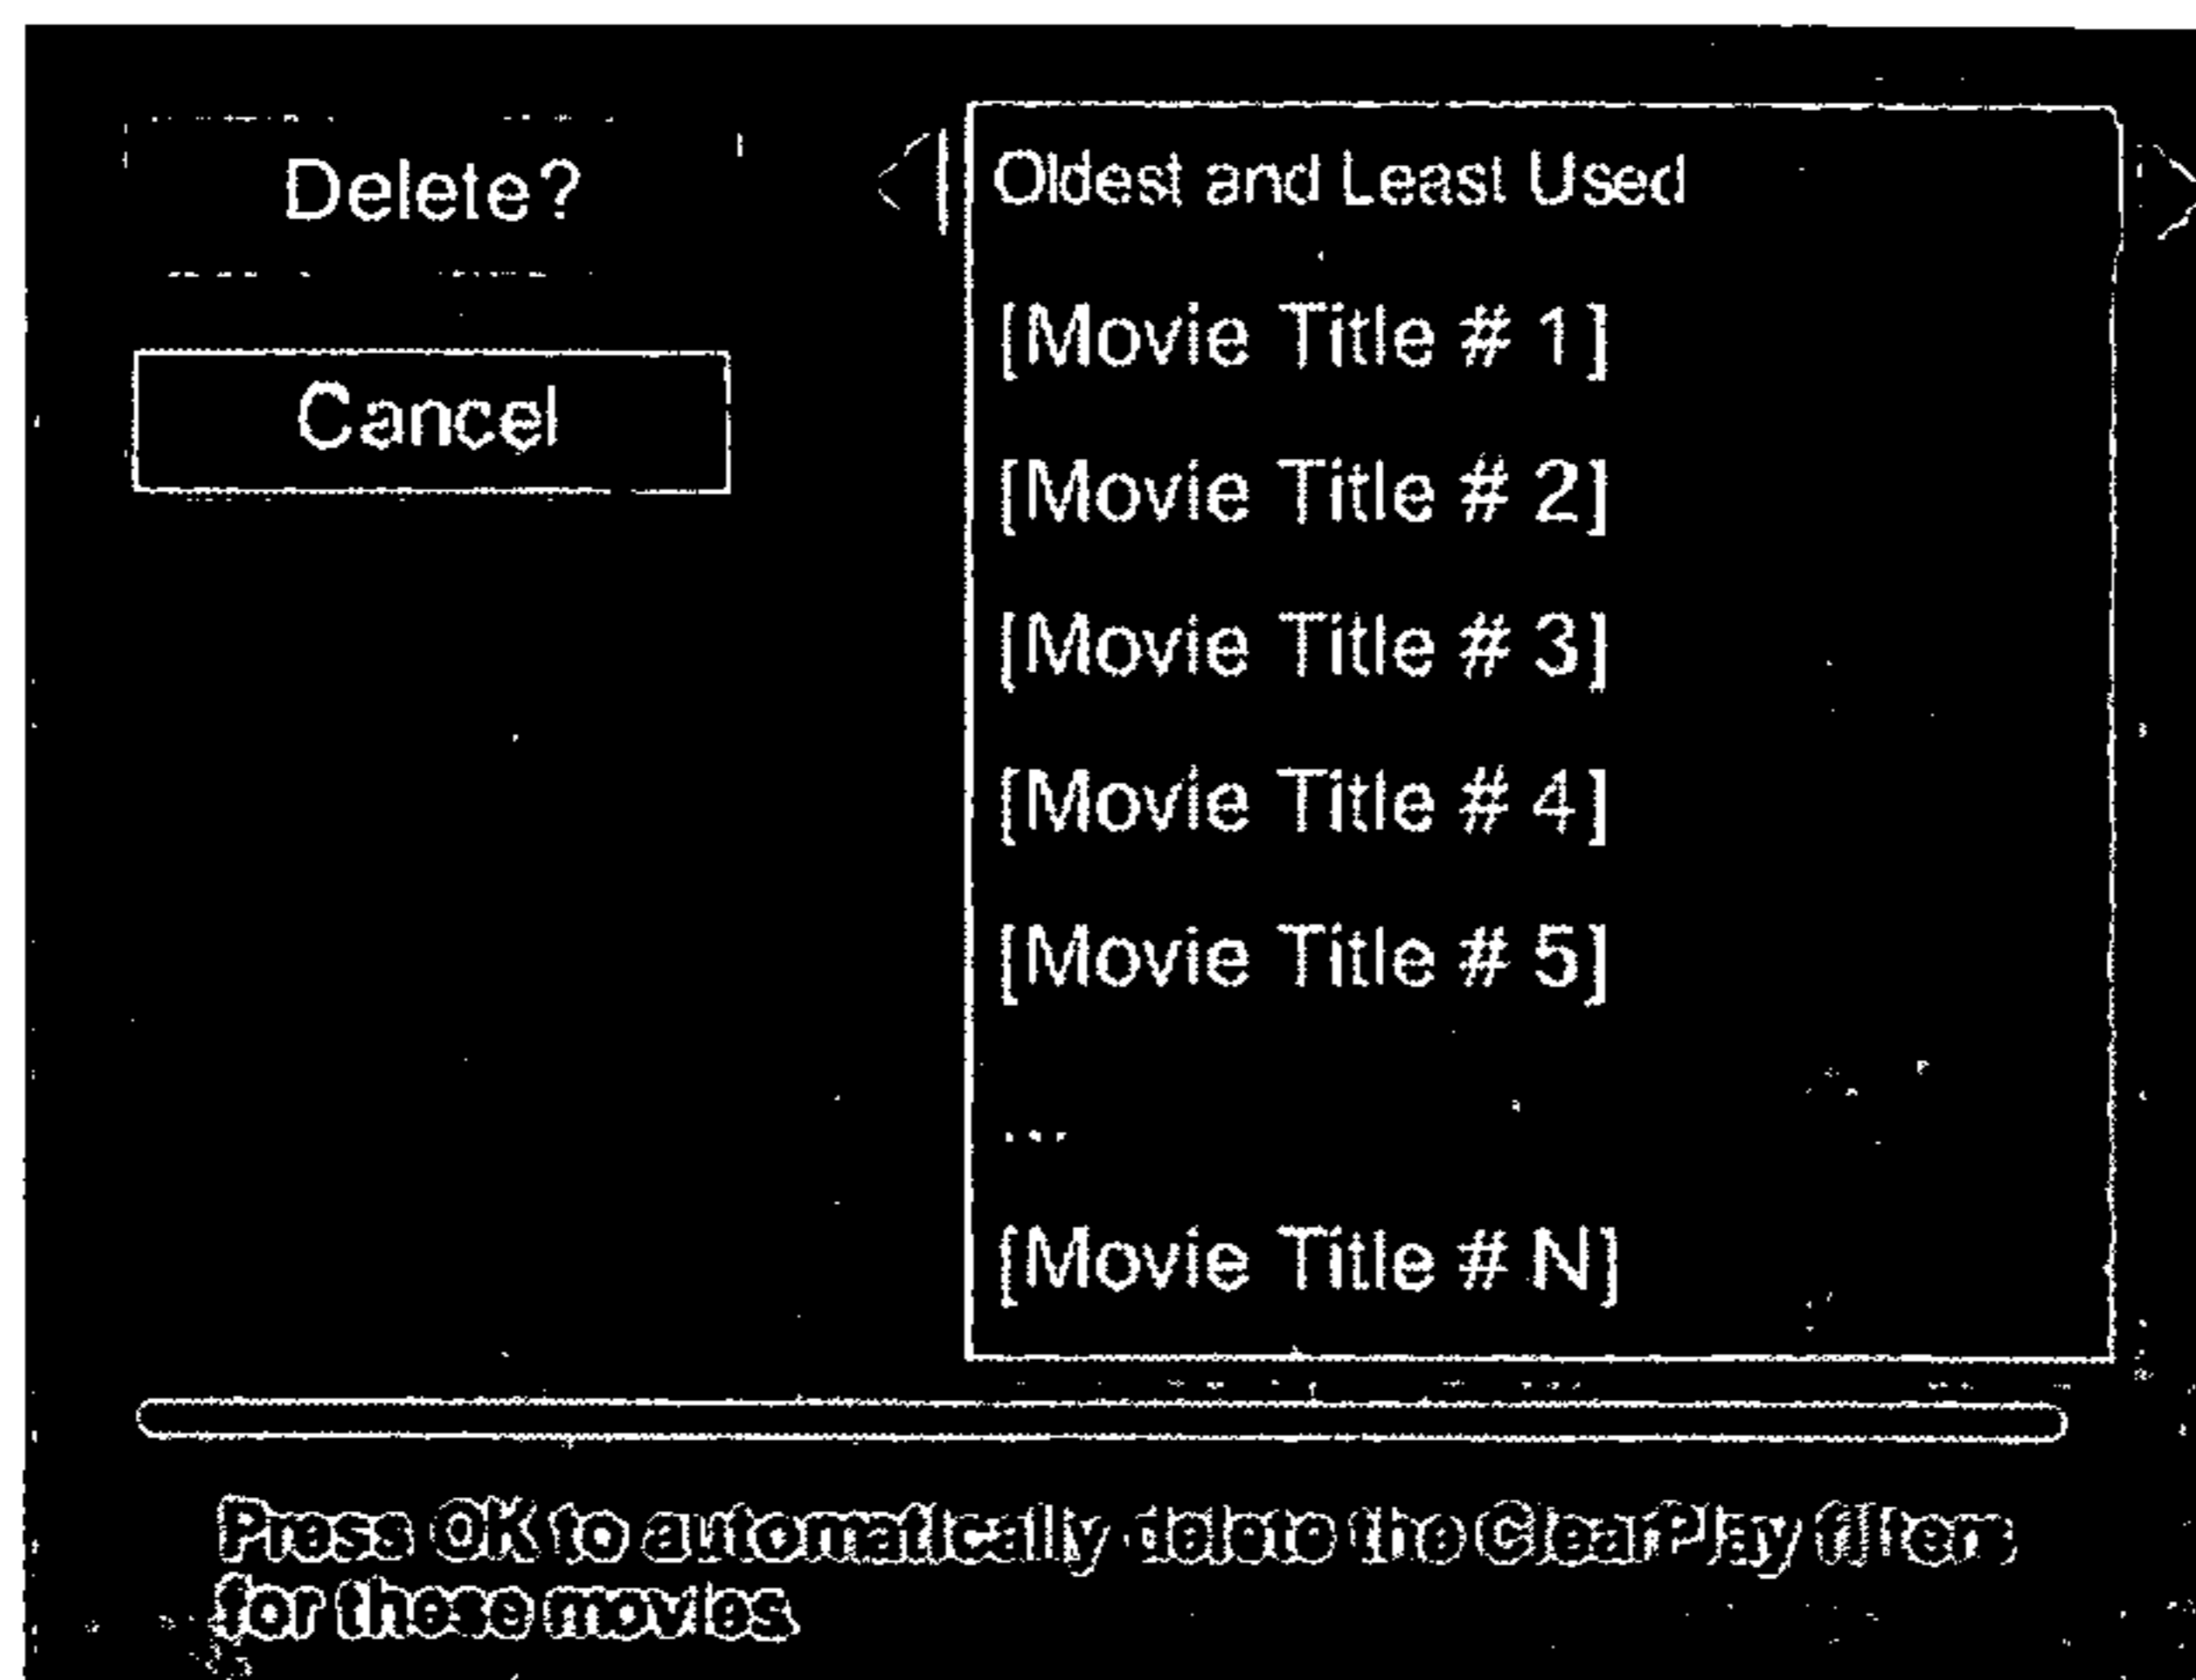 Delete?
Cancel
Oldest and Least Used
[Movie Title # 1]
[Movie Title # 2]
[Movie Title # 3]
[Movie Title # 4]
[Movie Title # 5]
...
[Movie Title # N]
Press OK to automatically delete the ClearPlay filters
for these movies